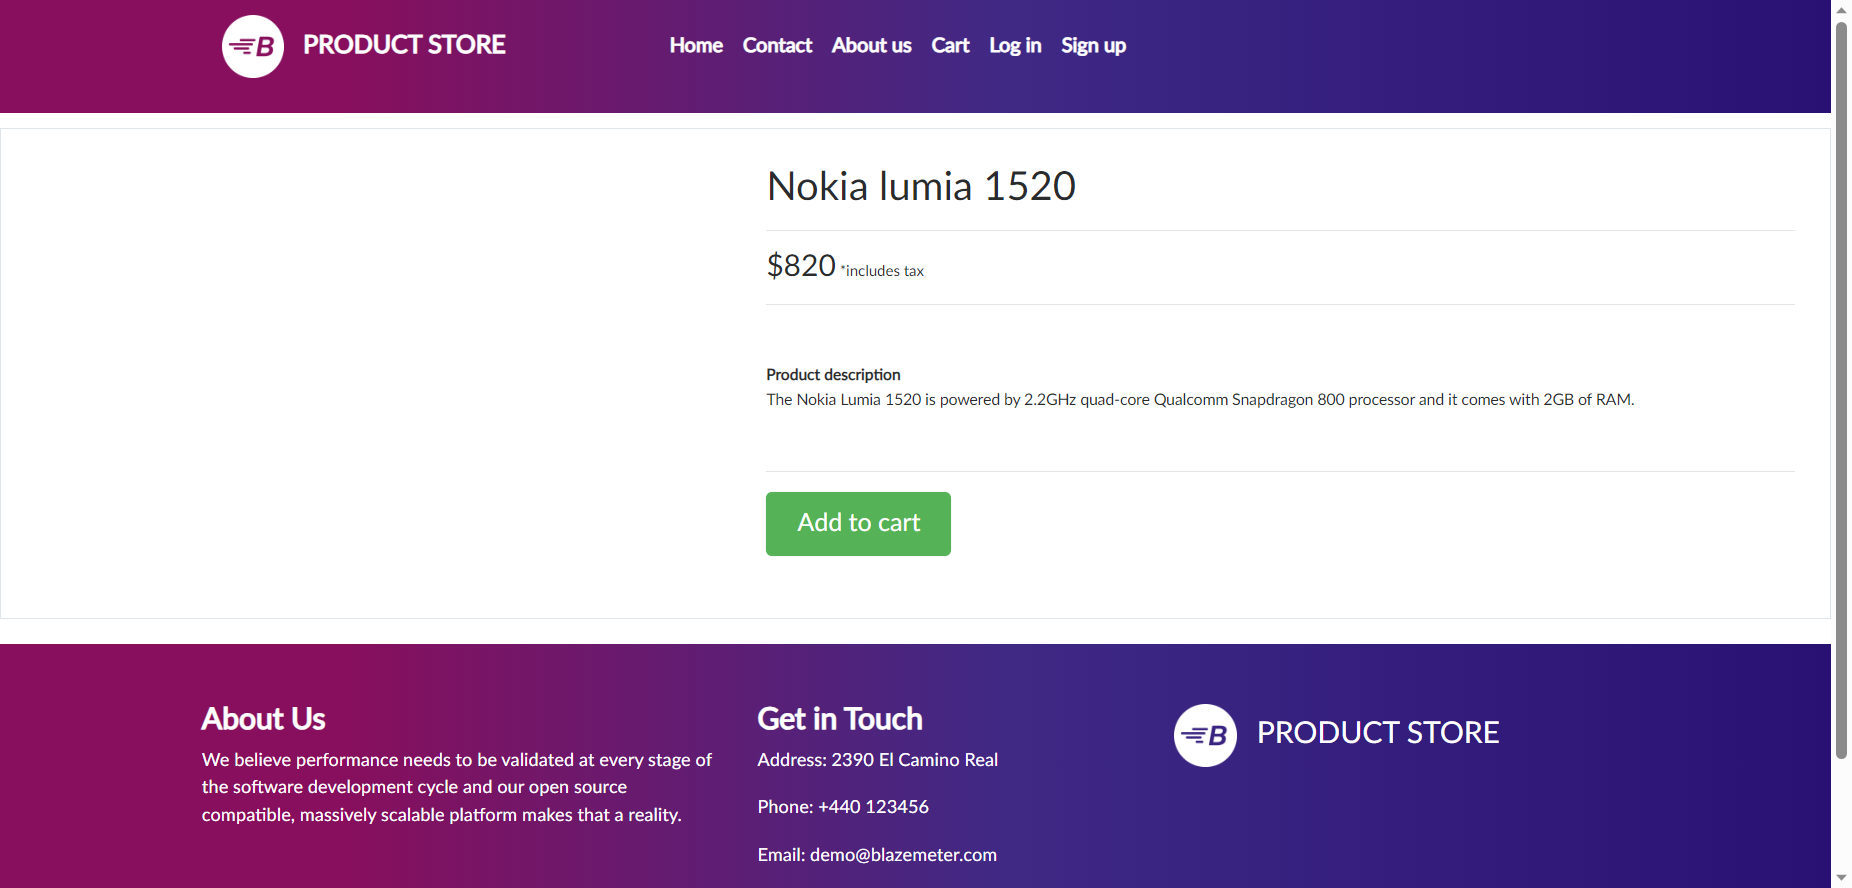 B PRODUCT STORE
Home Contact About us Cart Log in Sign up
Nokia lumia 1520
$820 *includes tax
Product description
The Nokia Lumia 1520 is powered by 2.2GHz quad-core Qualcomm Snapdragon 800 processor and it comes with 2GB of RAM.
Add to cart
About Us
We believe performance needs to be validated at every stage of
the software development cycle and our open source
compatible, massively scalable platform makes that a reality.
Get in Touch
Address: 2390 El Camino Real
Phone: +440 123456
Email: demo@blazemeter.com
B PRODUCT STORE